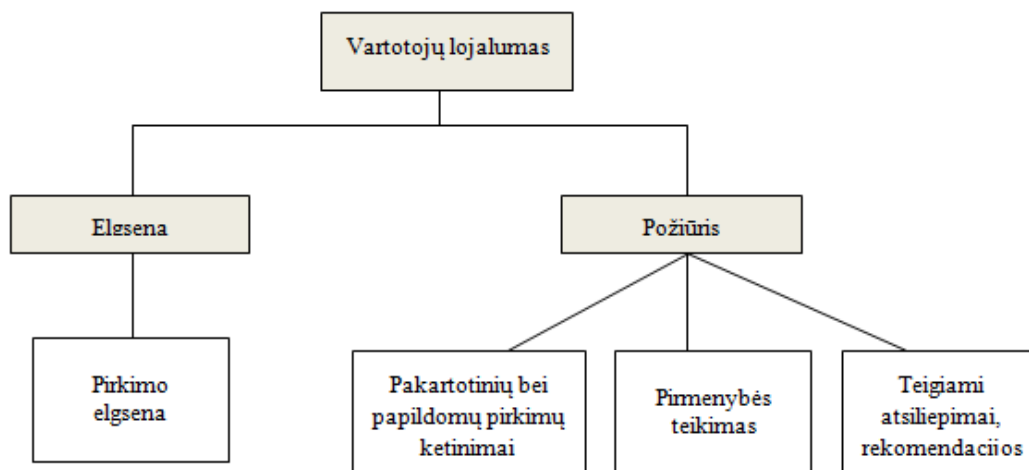 Vartotojų lojalumas
Elgsena
Požiūris
Pirkimo
elgsena
Pakartotinių bei
papildomų pirkimų
ketinimai
Pirmenybės
teikimas
Teigiami
atsiliepimai,
rekomendacijos